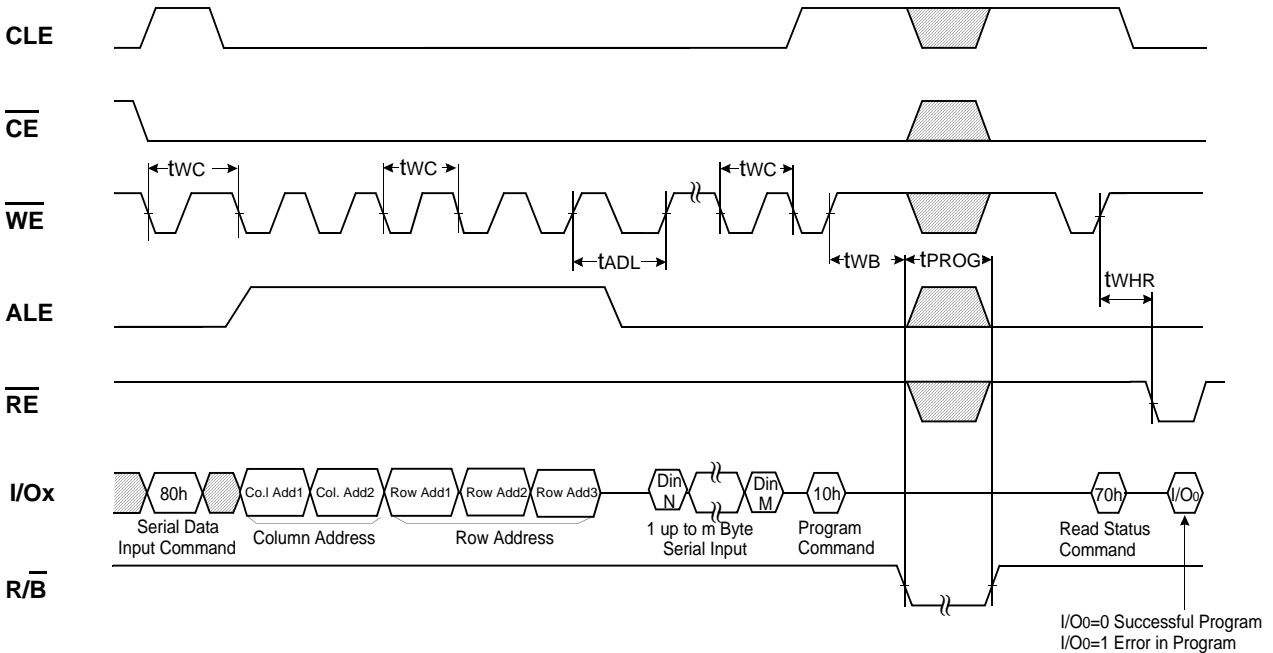 CLE
CE
tWC
tWC
tWC
WE
tADL
tWB
tPROG
tWHR
ALE
RE
I/Ox
80h
Co.l Add1
Col. Add2
Row Add1
Row Add2
Row Add3
Din
N
Din
M
10h
70h
I/O0
Serial Data
Input Command
Column Address
Row Address
1 up to m Byte
Serial Input
Program
Command
Read Status
Command
R/B
I/O0=0 Successful Program
I/O0=1 Error in Program